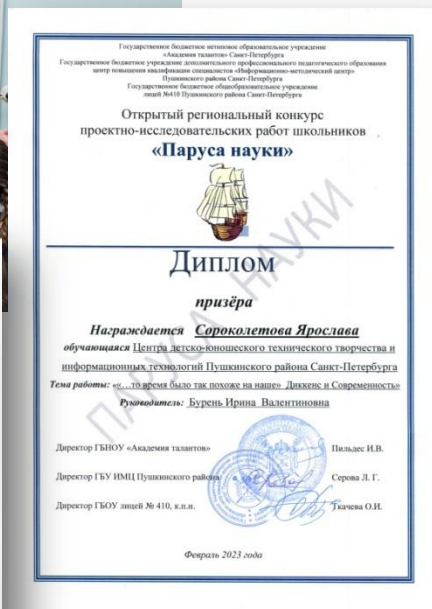 Государственное бюджетное нетиповое образовательное учреждение
«Академия талантов» Санкт-Петербурга
Государственное бюджетное учреждение дополнительного профессионального педагогического образования
центр повышения квалификации специалистов «Информационно-методический центр»
Пушкинского района Санкт-Петербурга
Государственное бюджетное общеобразовательное учреждение
лицей №410 Пушкинского района Санкт-Петербурга
Открытый региональный конкурс
проектно-исследовательских работ школьников
«Паруса науки»
ПАРУСА НАУКИ
Диплом
призёра
Награждается Сороколетова Ярослава
обучающаяся Центра детско-юношеского технического творчества и
информационных технологий Пушкинского района Санкт-Петербурга
Тема работы: ««…то время было так похоже на наше» Диккенс и Современность»
Руководитель: Бурень Ирина Валентиновна
Директор ГБНОУ «Академия талантов» Пильдес И.В.
Директор ГБУ ИМЦ Пушкинского района Серова Л. Г.
Директор ГБОУ лицей № 410, к.п.н. Ткачева О.И.
Февраль 2023 года